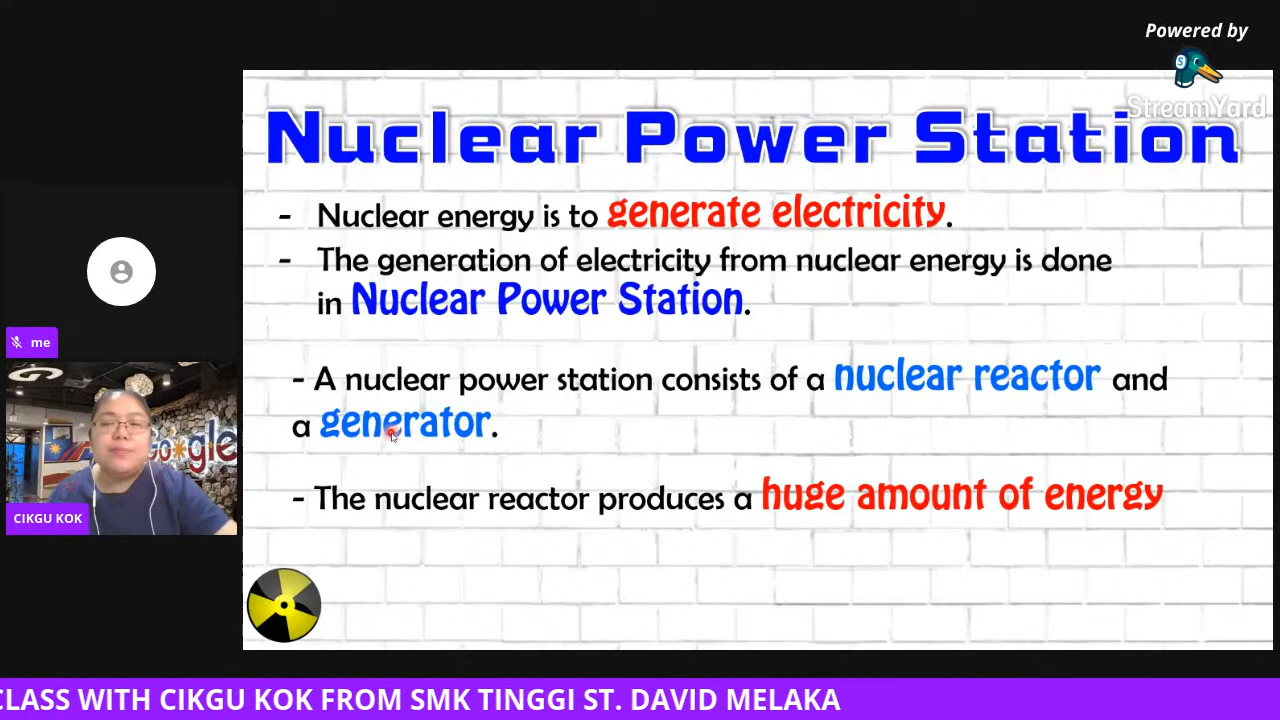 Powered by
StreamYard
Nuclear Power Station
- Nuclear energy is to generate electricity.
- The generation of electricity from nuclear energy is done
in Nuclear Power Station.
- A nuclear power station consists of a nuclear reactor and
a generator.
- The nuclear reactor produces a huge amount of energy
me
Google
CIKGU KOK
CLASS WITH CIKGU KOK FROM SMK TINGGI ST. DAVID MELAKA